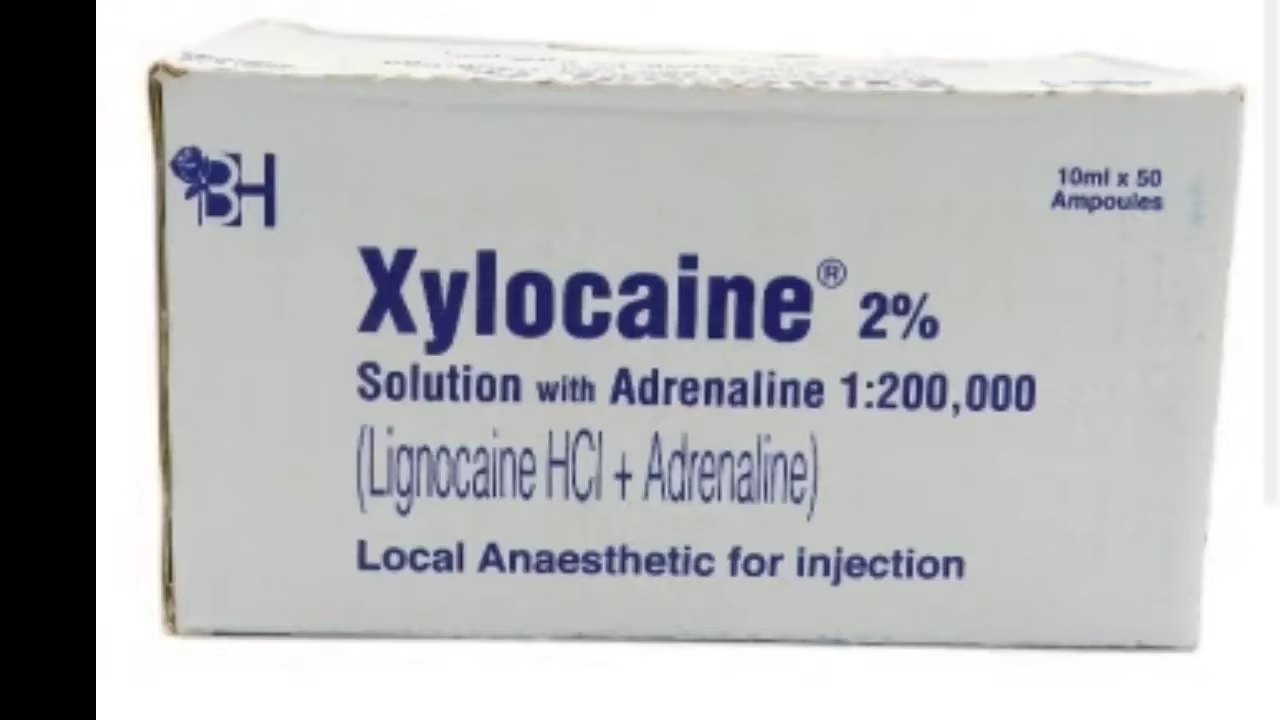 BH
10ml x 50
Ampoules
Xylocaine® 2%
Solution with Adrenaline 1:200,000
(Lignocaine HCl + Adrenaline)
Local Anaesthetic for injection